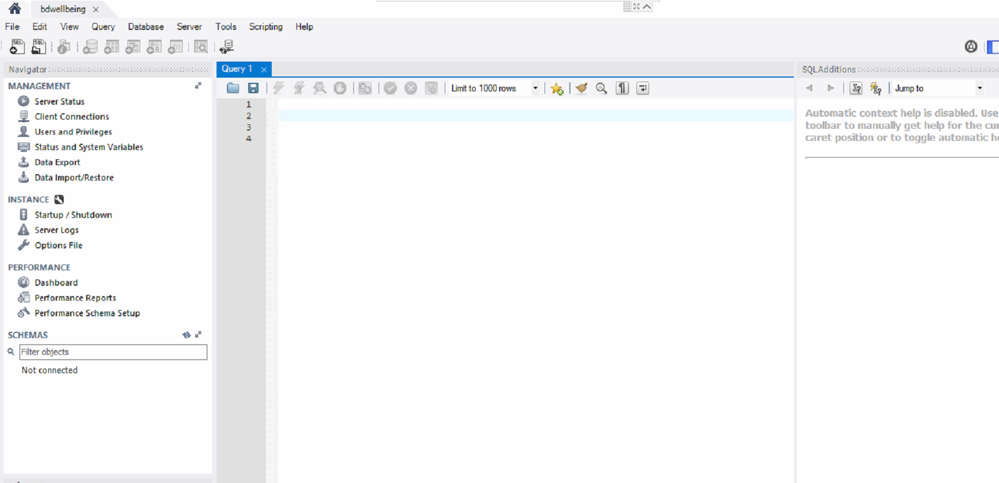 bdwellbeing
File Edit View Query Database Server Tools Scripting Help
SQL SQL
Navigator
MANAGEMENT
Server Status
Client Connections
Users and Privileges
Status and System Variables
Data Export
Data Import/Restore
INSTANCE
Startup / Shutdown
Server Logs
Options File
PERFORMANCE
Dashboard
Performance Reports
Performance Schema Setup
SCHEMAS
Filter objects
Not connected
Query 1
Limit to 1000 rows
1
2
3
4
SQLAdditions
Jump to
Automatic context help is disabled. Use
toolbar to manually get help for the
caret position or to toggle automatic